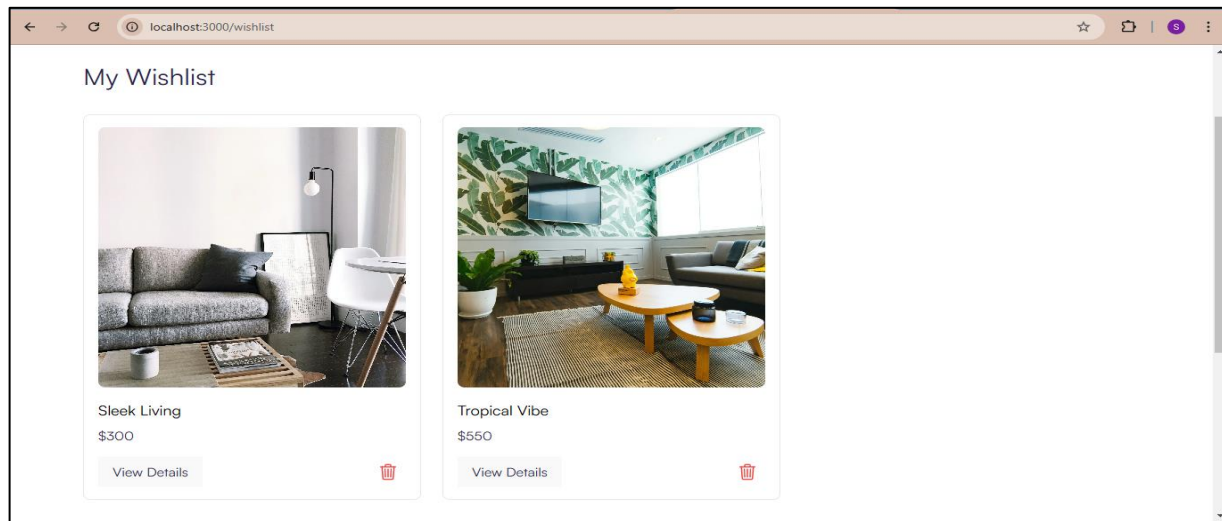 localhost:3000/wishlist
S
My Wishlist
Sleek Living
$300
View Details
Tropical Vibe
$550
View Details